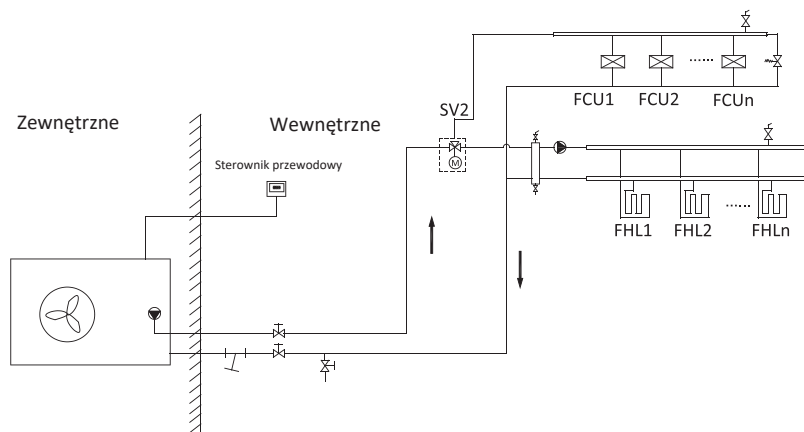 FCU1 FCU2 FCUn
SV2
Zewnętrzne Wewnętrzne
Sterownik przewodowy
M
FHL1 FHL2 FHLn